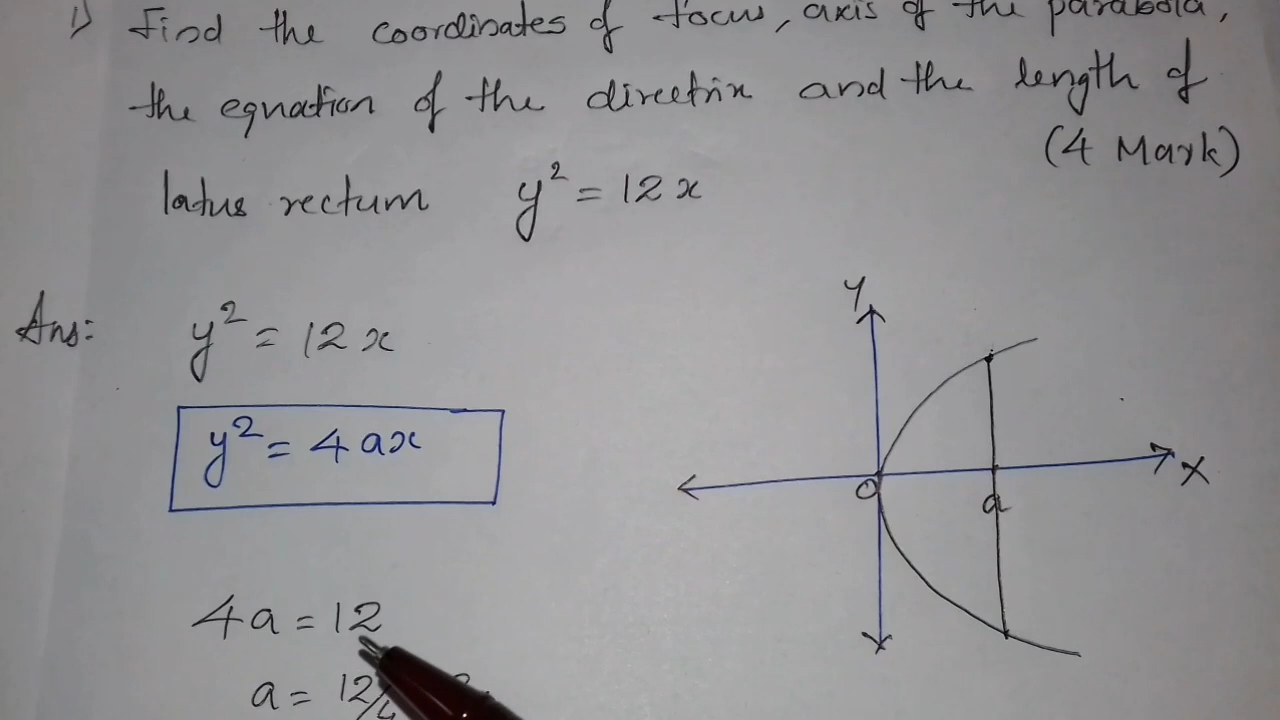 1) Find the coordinates of focus, axis of the parabola,
the equation of the directrix and the length of
(4 Mark)
latus rectum y² = 12x
Ans: y² = 12x
y² = 4ax
Y
X
O
a
4a = 12
a = 12/